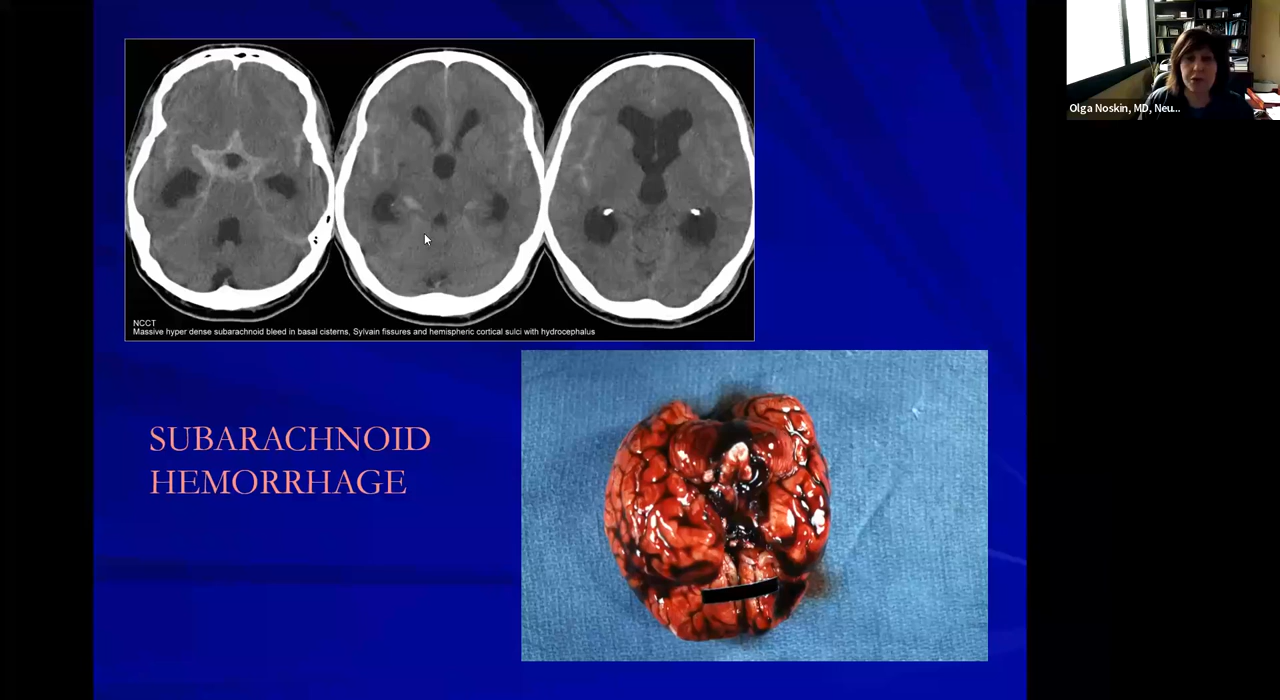 Olga Noskin, MD, Neu...
NCCT
Massive hyper dense subarachnoid bleed in basal cisterns, Sylvain fissures and hemispheric cortical sulci with hydrocephalus
SUBARACHNOID
HEMORRHAGE